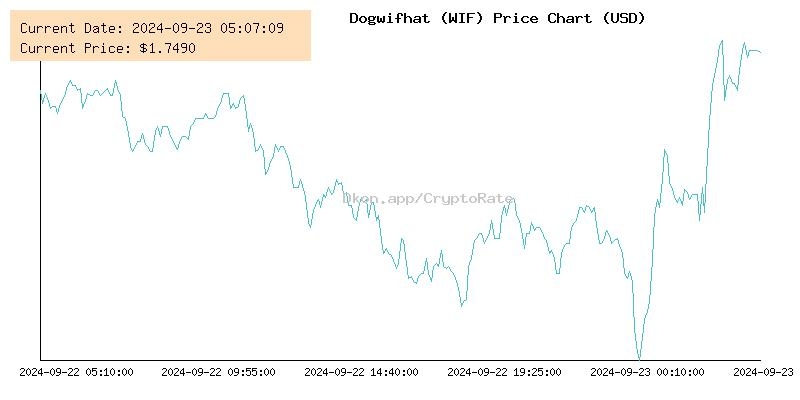 Dogwifhat (WIF) Price Chart (USD)
Current Date: 2024-09-23 05:07:09
Current Price: $1.7490
Dkon.app/CryptoRate
2024-09-22 05:10:00 2024-09-22 09:55:00 2024-09-22 14:40:00 2024-09-22 19:25:00 2024-09-23 00:10:00 2024-09-23